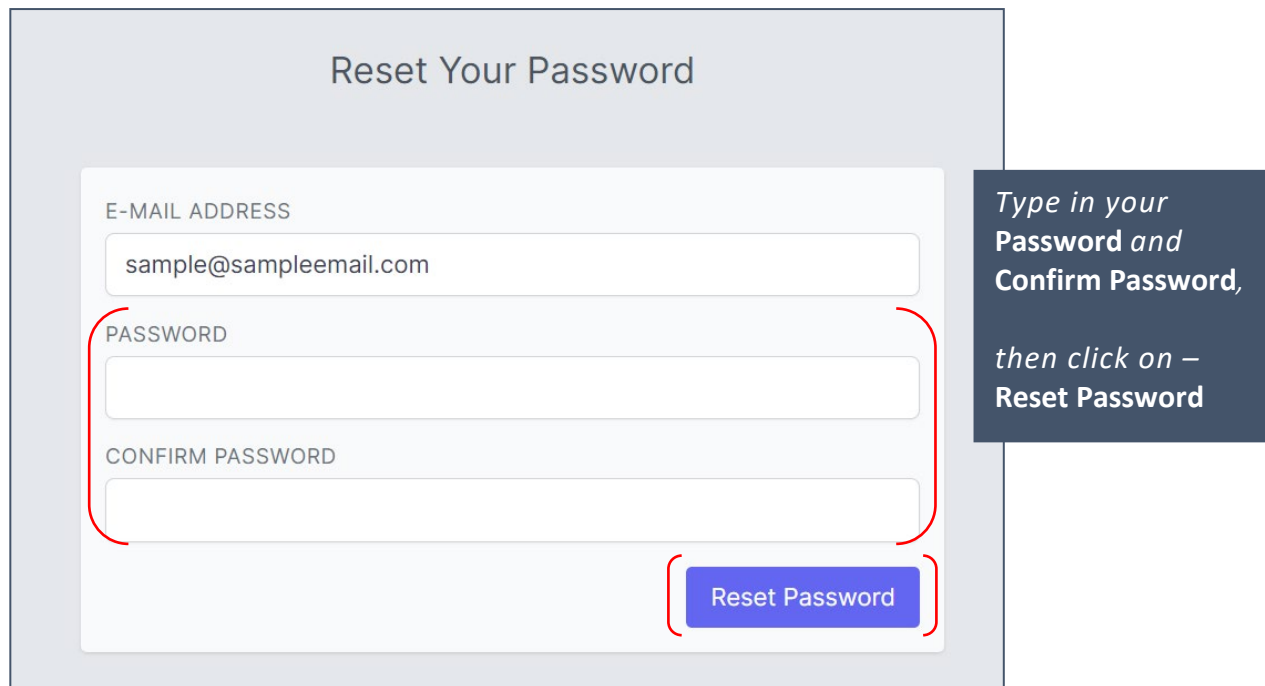 Reset Your Password
E-MAIL ADDRESS
sample@sampleemail.com
PASSWORD
CONFIRM PASSWORD
Reset Password
Type in your
Password and
Confirm Password,
then click on –
Reset Password